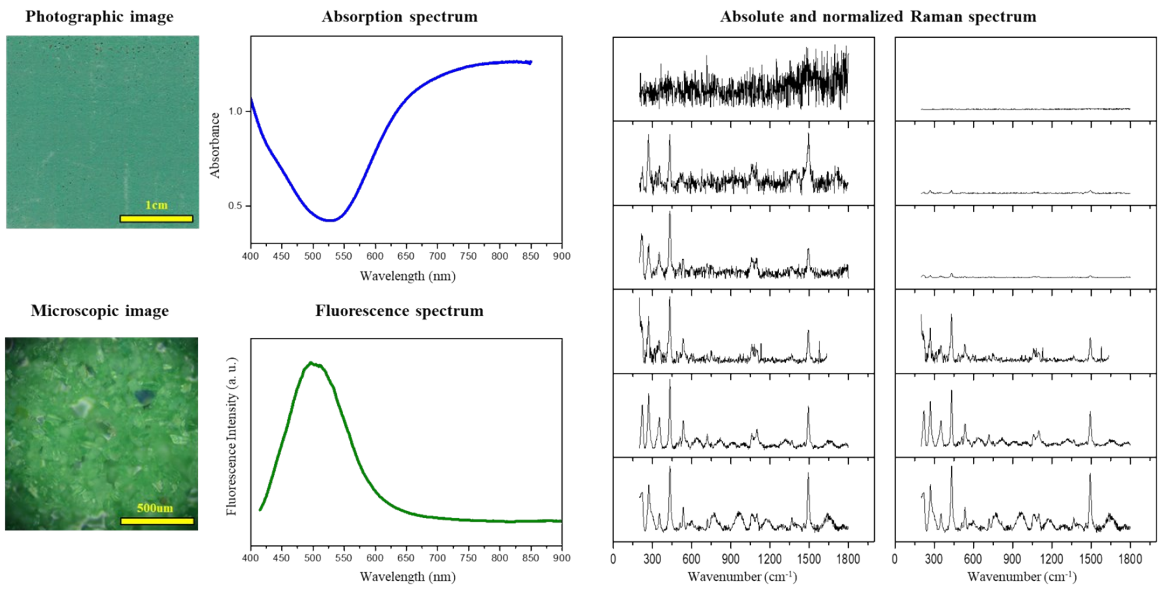 Photographic image
Absorption spectrum
Absolute and normalized Raman spectrum
1cm
Absorbance
1.0
0.5
400 450 500 550 600 650 700 750 800 850 900
Wavelength (nm)
Microscopic image
Fluorescence spectrum
500um
Fluorescence Intensity (a. u.)
400 450 500 550 600 650 700 750 800 850 900
Wavelength (nm)
0 300 600 900 1200 1500 1800
Wavenumber (cm-1)
0 300 600 900 1200 1500 1800
Wavenumber (cm-1)